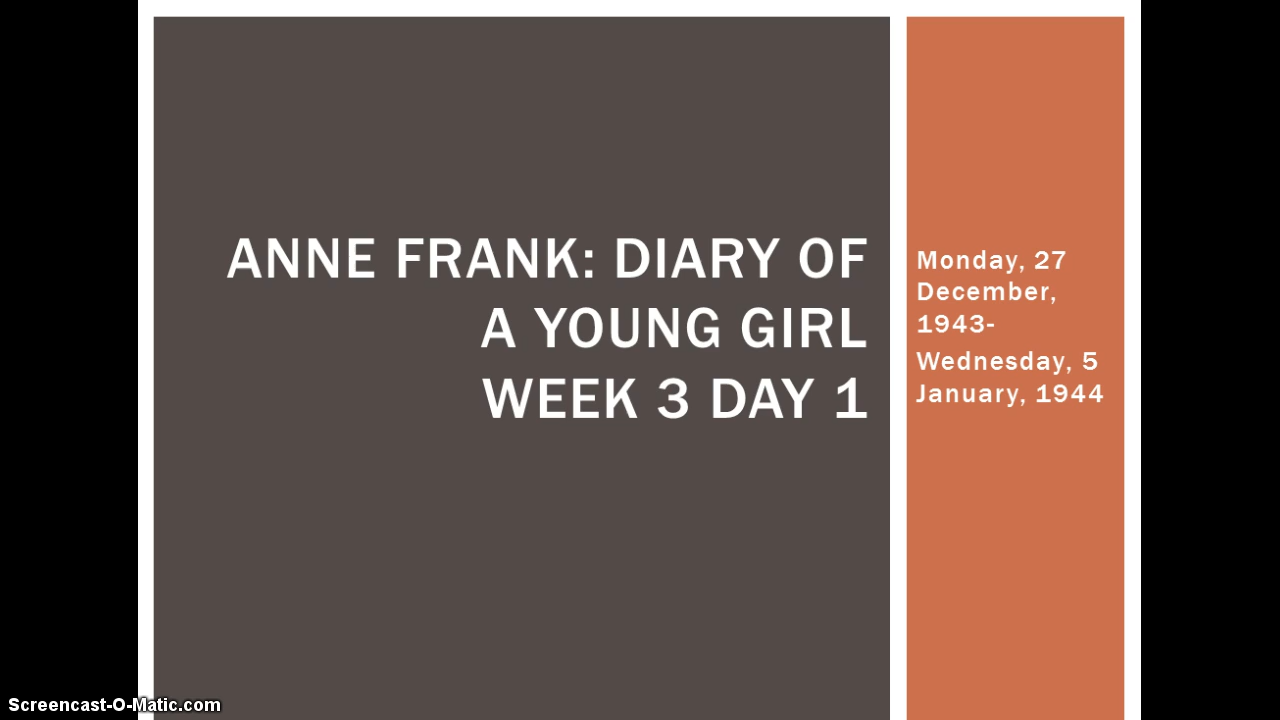 ANNE FRANK: DIARY OF
A YOUNG GIRL
WEEK 3 DAY 1
Monday, 27
December,
1943-
Wednesday, 5
January, 1944
Screencast-O-Matic.com